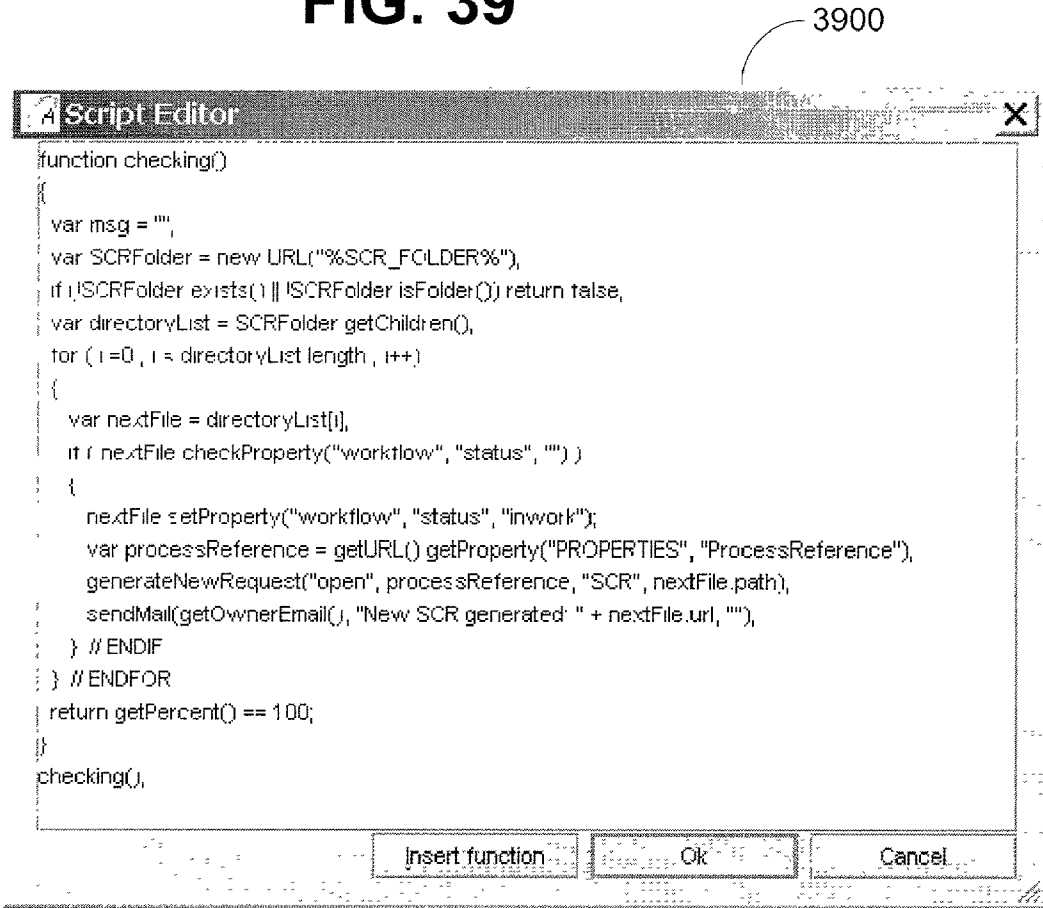 FIG. 39
3900
Script Editor
function checking()
{
var msg = "";
var SCRFolder = new URL("%SCR_FOLDER%");
if (!SCRFolder.exists() || !SCRFolder.isFolder()) return false;
var directoryList = SCRFolder.getChildren();
for ( i=0 ; i < directoryList.length ; i++)
{
var nextFile = directoryList[i];
if ( nextFile.checkProperty("workflow", "status", "") )
{
nextFile.setProperty("workflow", "status", "inwork");
var processReference = getURL().getProperty("PROPERTIES", "ProcessReference");
generateNewRequest("open", processReference, "SCR", nextFile.path);
sendMail(getOwnerEmail(), "New SCR generated: " + nextFile.url, "");
} // ENDIF
} // ENDFOR
return getPercent() == 100;
}
checking();
Insert function
Ok
Cancel